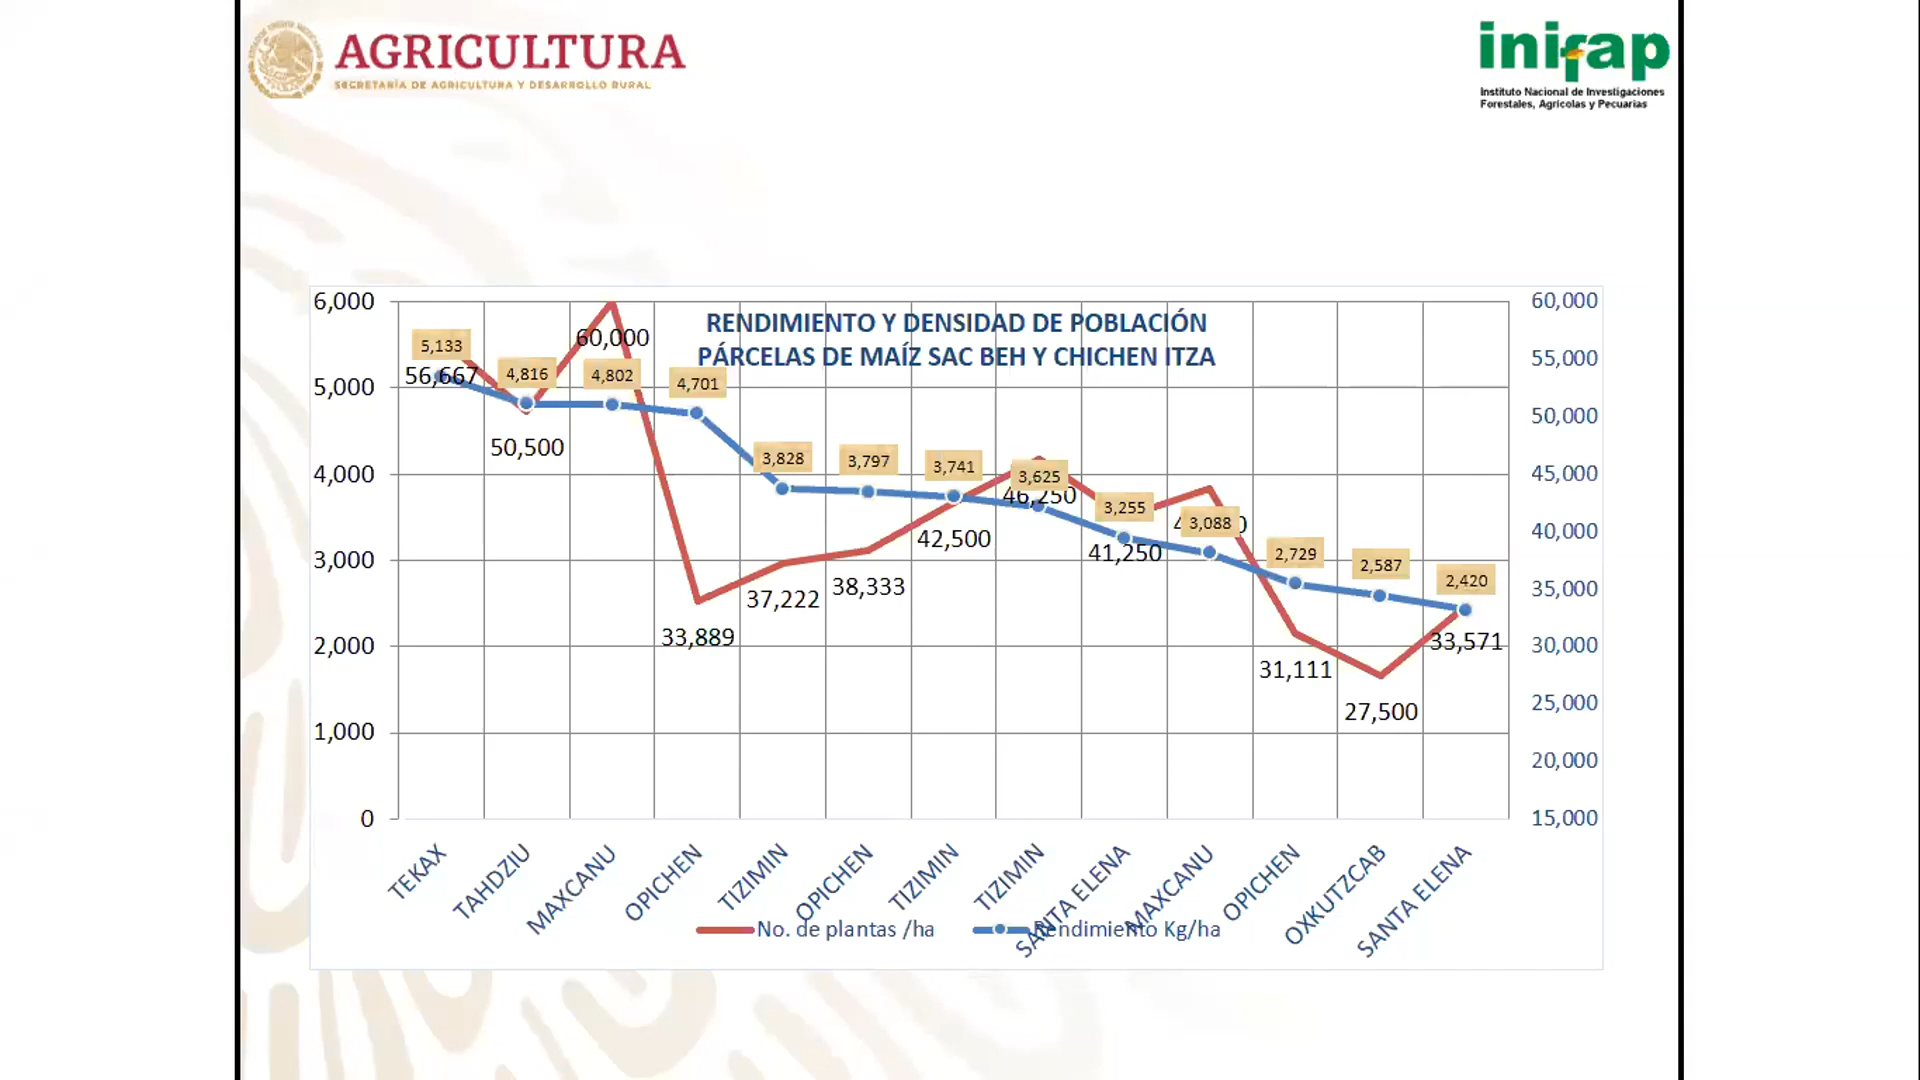 AGRICULTURA
SECRETARÍA DE AGRICULTURA Y DESARROLLO RURAL
inifap
Instituto Nacional de Investigaciones
Forestales, Agrícolas y Pecuarias
RENDIMIENTO Y DENSIDAD DE POBLACIÓN
PÁRCELAS DE MAÍZ SAC BEH Y CHICHEN ITZA
6,000
5,000
4,000
3,000
2,000
1,000
0
5,133
4,816
4,802
4,701
3,828
3,797
3,741
3,625
3,255
3,088
2,729
2,587
2,420
56,667
50,500
60,000
33,889
37,222
38,333
42,500
46,250
41,250
31,111
27,500
33,571
60,000
55,000
50,000
45,000
40,000
35,000
30,000
25,000
20,000
15,000
TEKAX
TAHDZIU
MAXCANU
OPICHEN
TIZIMIN
OPICHEN
TIZIMIN
TIZIMIN
SANTA ELENA
MAXCANU
OPICHEN
OXKUTZCAB
SANTA ELENA
No. de plantas /ha
Rendimiento Kg/ha